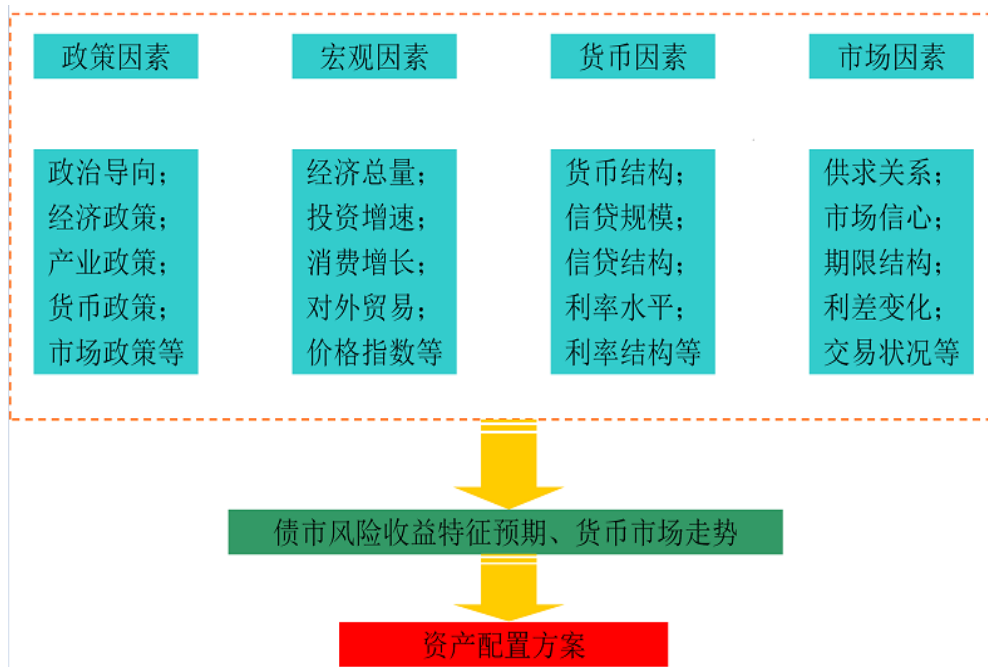 政策因素
宏观因素
货币因素
市场因素
政治导向；
经济政策；
产业政策；
货币政策；
市场政策等
经济总量；
投资增速；
消费增长；
对外贸易；
价格指数等
货币结构；
信贷规模；
信贷结构；
利率水平；
利率结构等
供求关系；
市场信心；
期限结构；
利差变化；
交易状况等
债市风险收益特征预期、货币市场走势
资产配置方案